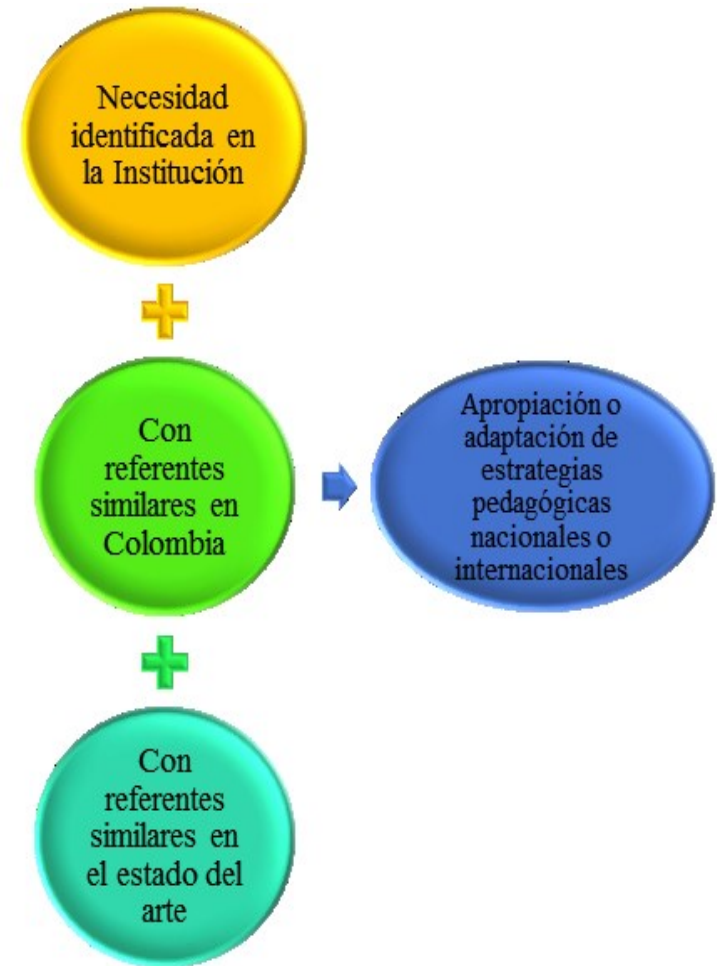 Necesidad
identificada en
la Institución
Con
referentes
similares en
Colombia
Apropiación o
adaptación de
estrategias
pedagógicas
nacionales o
internacionales
Con
referentes
similares en
el estado del
arte